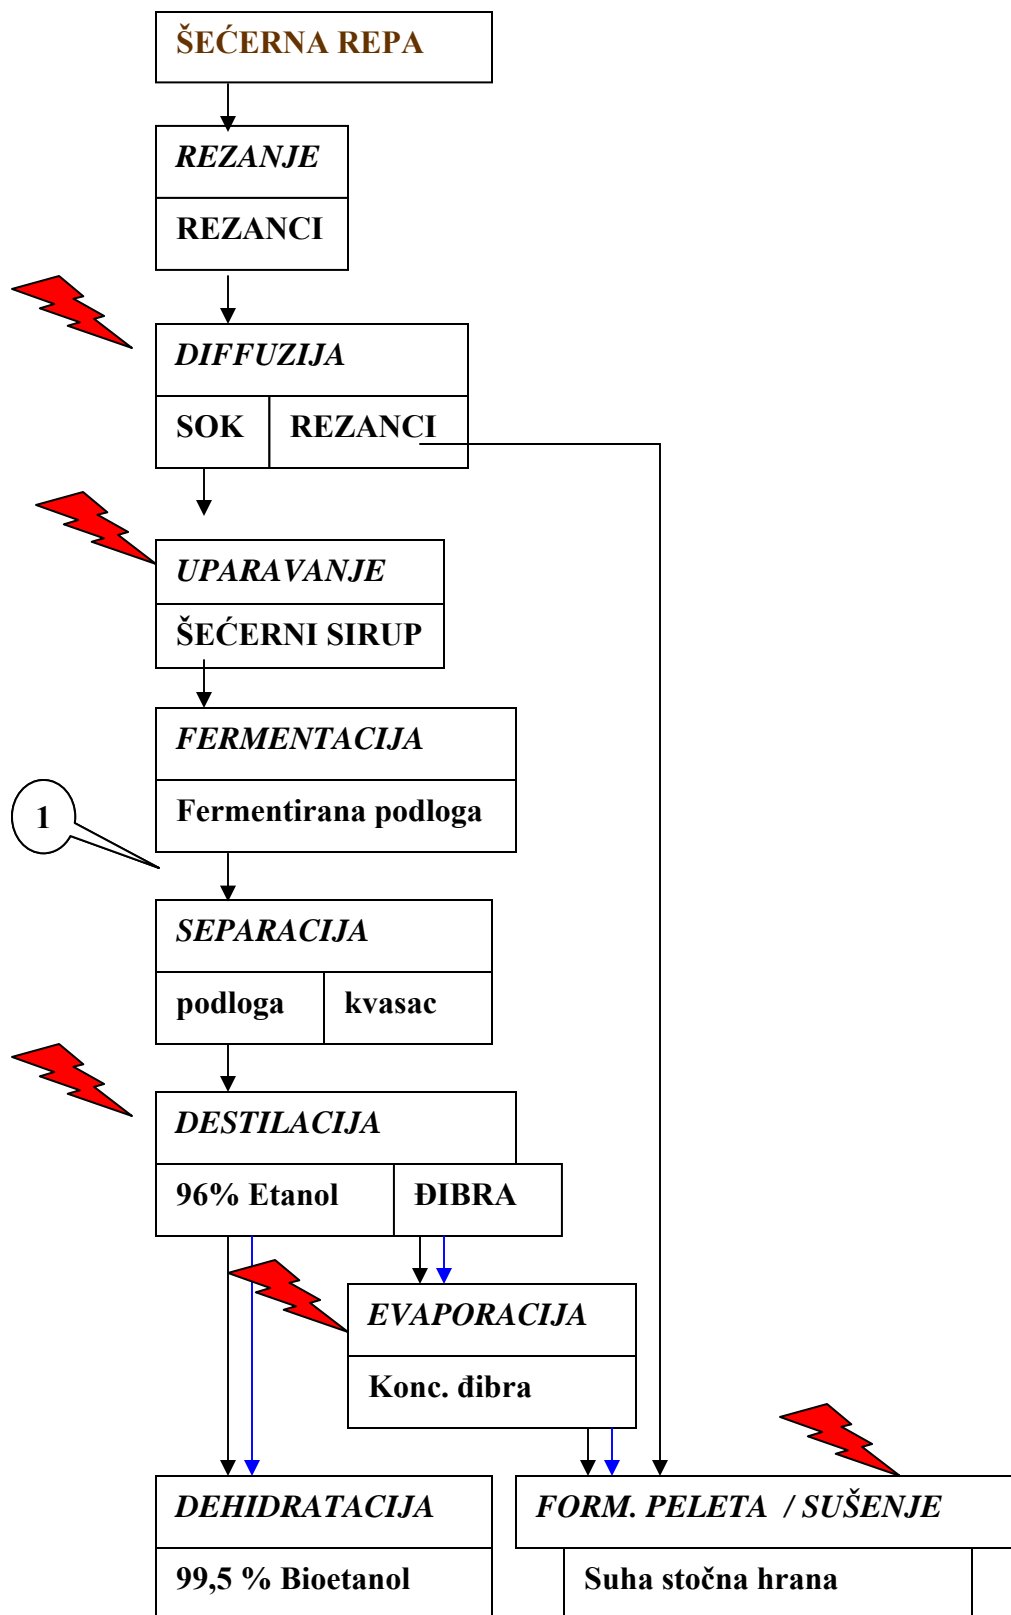 ŠEĆERNA REPA
REZANJE
REZANCI
DIFFUZIJA
SOK REZANCI
UPARAVANJE
ŠEĆERNI SIRUP
FERMENTACIJA
Fermentirana podloga
1
SEPARACIJA
podloga kvasac
DESTILACIJA
96% Etanol ĐIBRA
EVAPORACIJA
Konc. đibra
DEHIDRATACIJA FORM. PELETA / SUŠENJE
99,5 % Bioetanol Suha stočna hrana